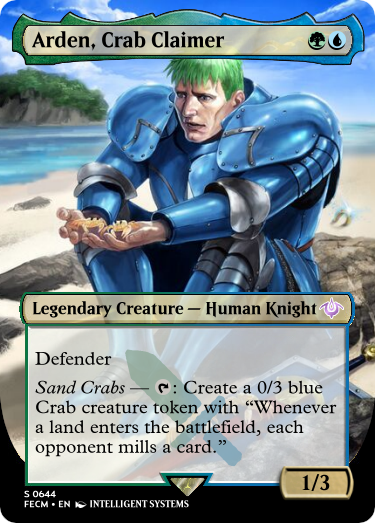 Arden, Crab Claimer
Legendary Creature — Human Knight
Defender
Sand Crabs — : Create a 0/3 blue
Crab creature token with “Whenever
a land enters the battlefield, each
opponent mills a card.”
1/3
S 0644
FECM • EN INTELLIGENT SYSTEMS